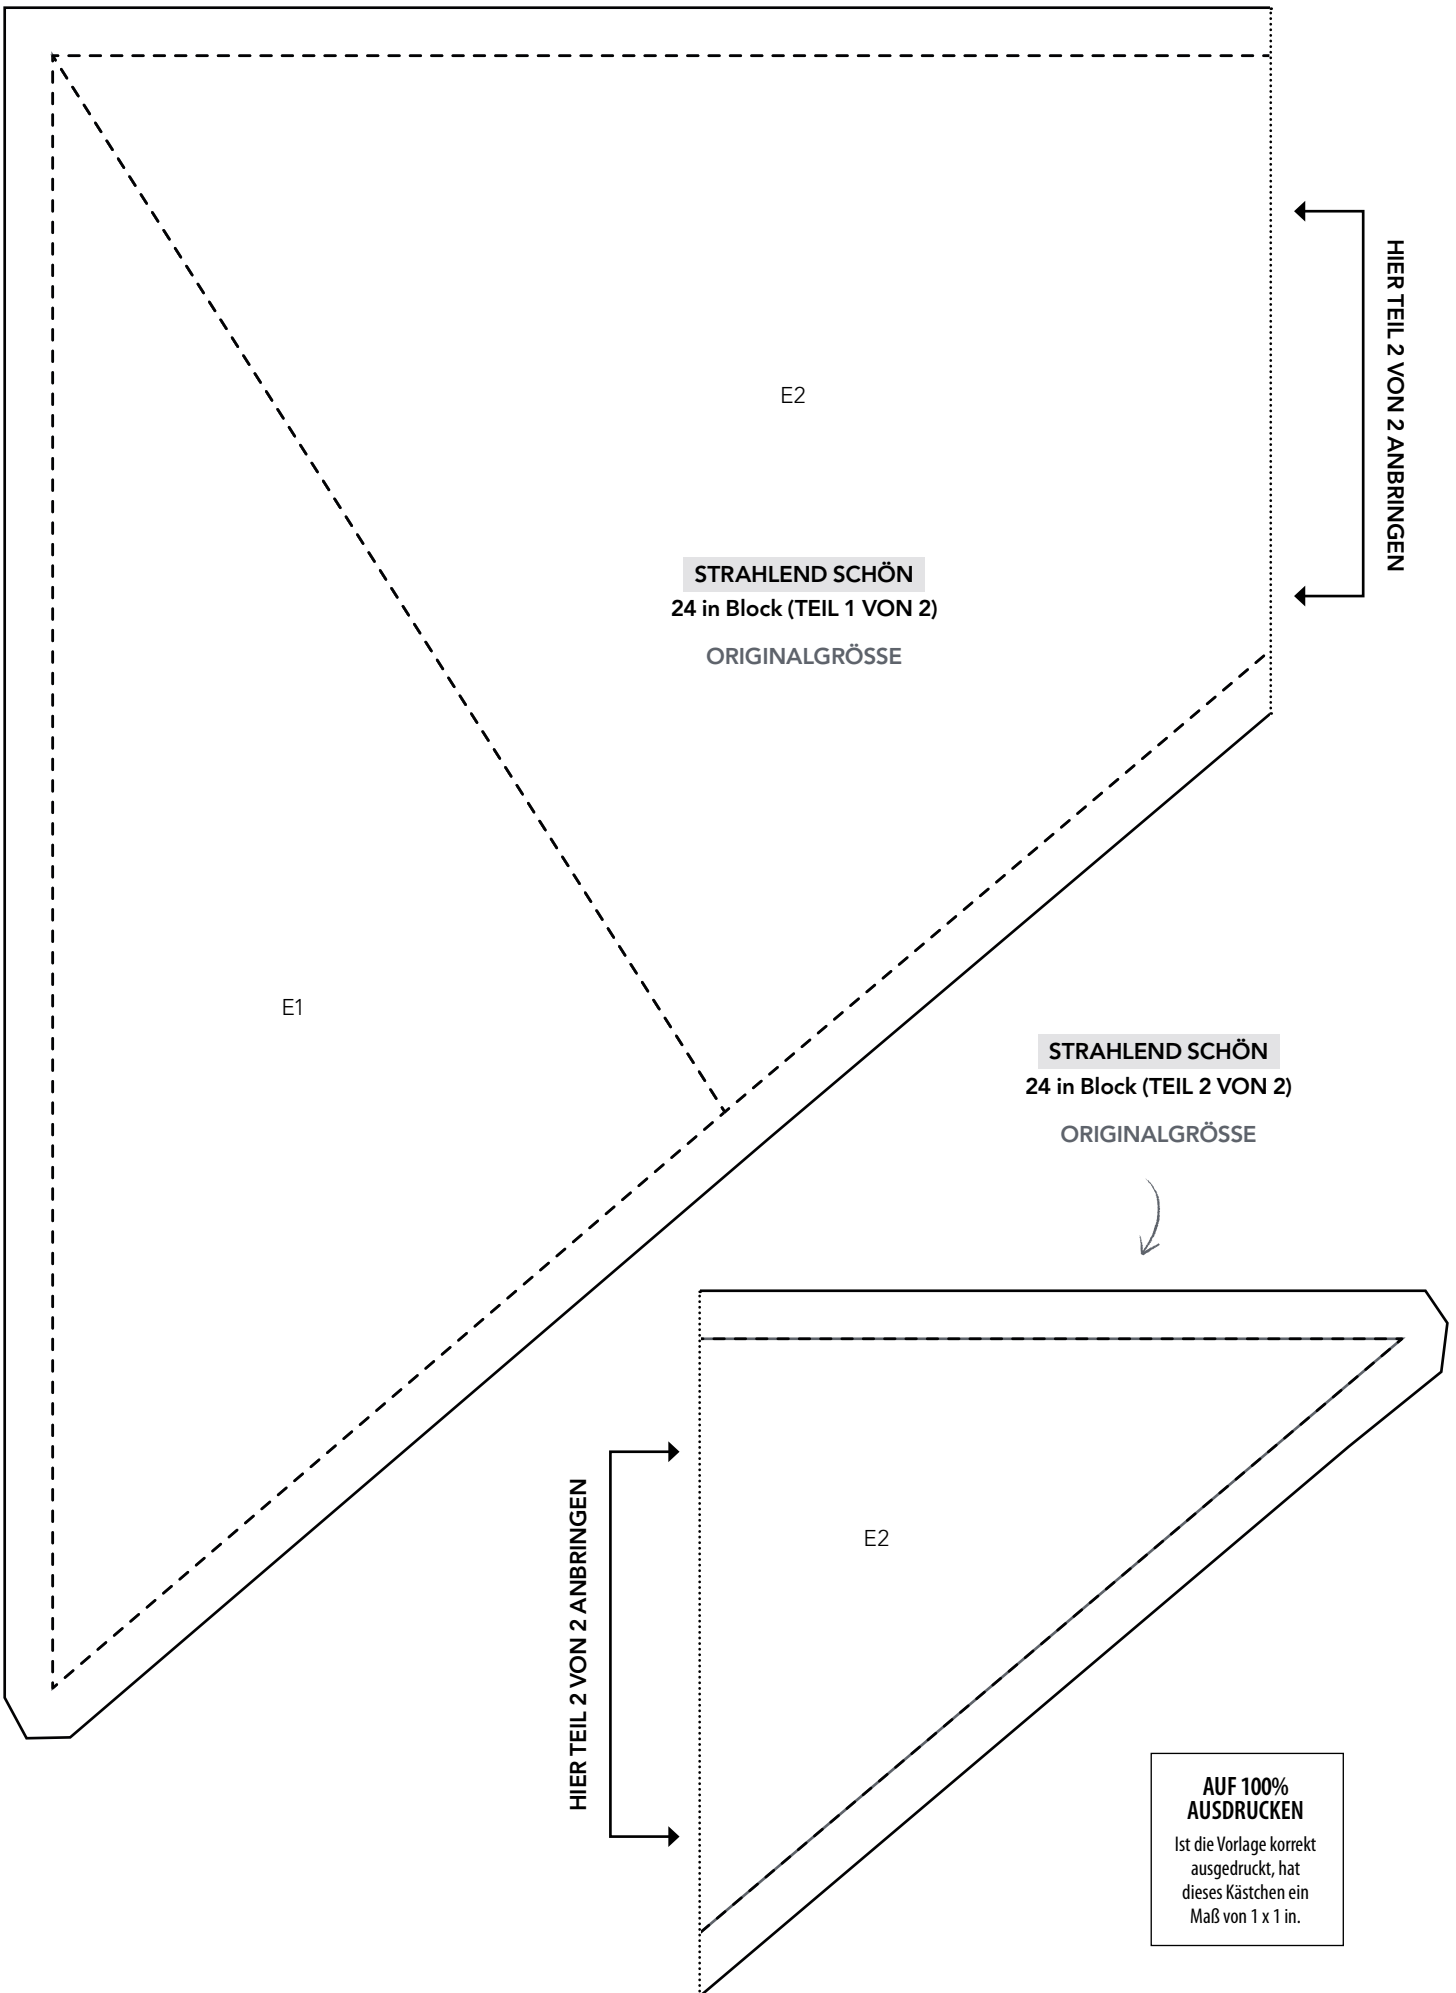 E2
HIER TEIL 2 VON 2 ANBRINGEN
STRAHLEND SCHÖN
24 in Block (TEIL 1 VON 2)
ORIGINALGRÖSSE
E1
STRAHLEND SCHÖN
24 in Block (TEIL 2 VON 2)
ORIGINALGRÖSSE
HIER TEIL 2 VON 2 ANBRINGEN
E2
AUF 100%
AUSDRUCKEN
Ist die Vorlage korrekt
ausgedruckt, hat
dieses Kästchen ein
Maß von 1 x 1 in.